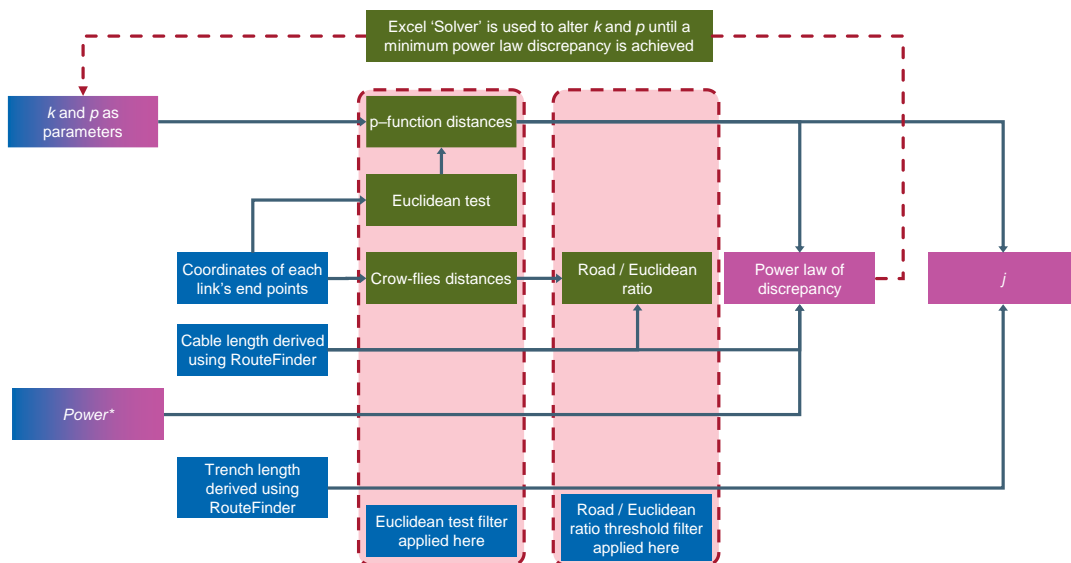 Excel ‘Solver’ is used to alter k and p until a
minimum power law discrepancy is achieved
k and p as
parameters
p–function distances
Euclidean test
Coordinates of each
link’s end points
Crow-flies distances
Road / Euclidean
ratio
Power law of
discrepancy
j
Cable length derived
using RouteFinder
Power*
Trench length
derived using
RouteFinder
Euclidean test filter
applied here
Road / Euclidean
ratio threshold filter
applied here